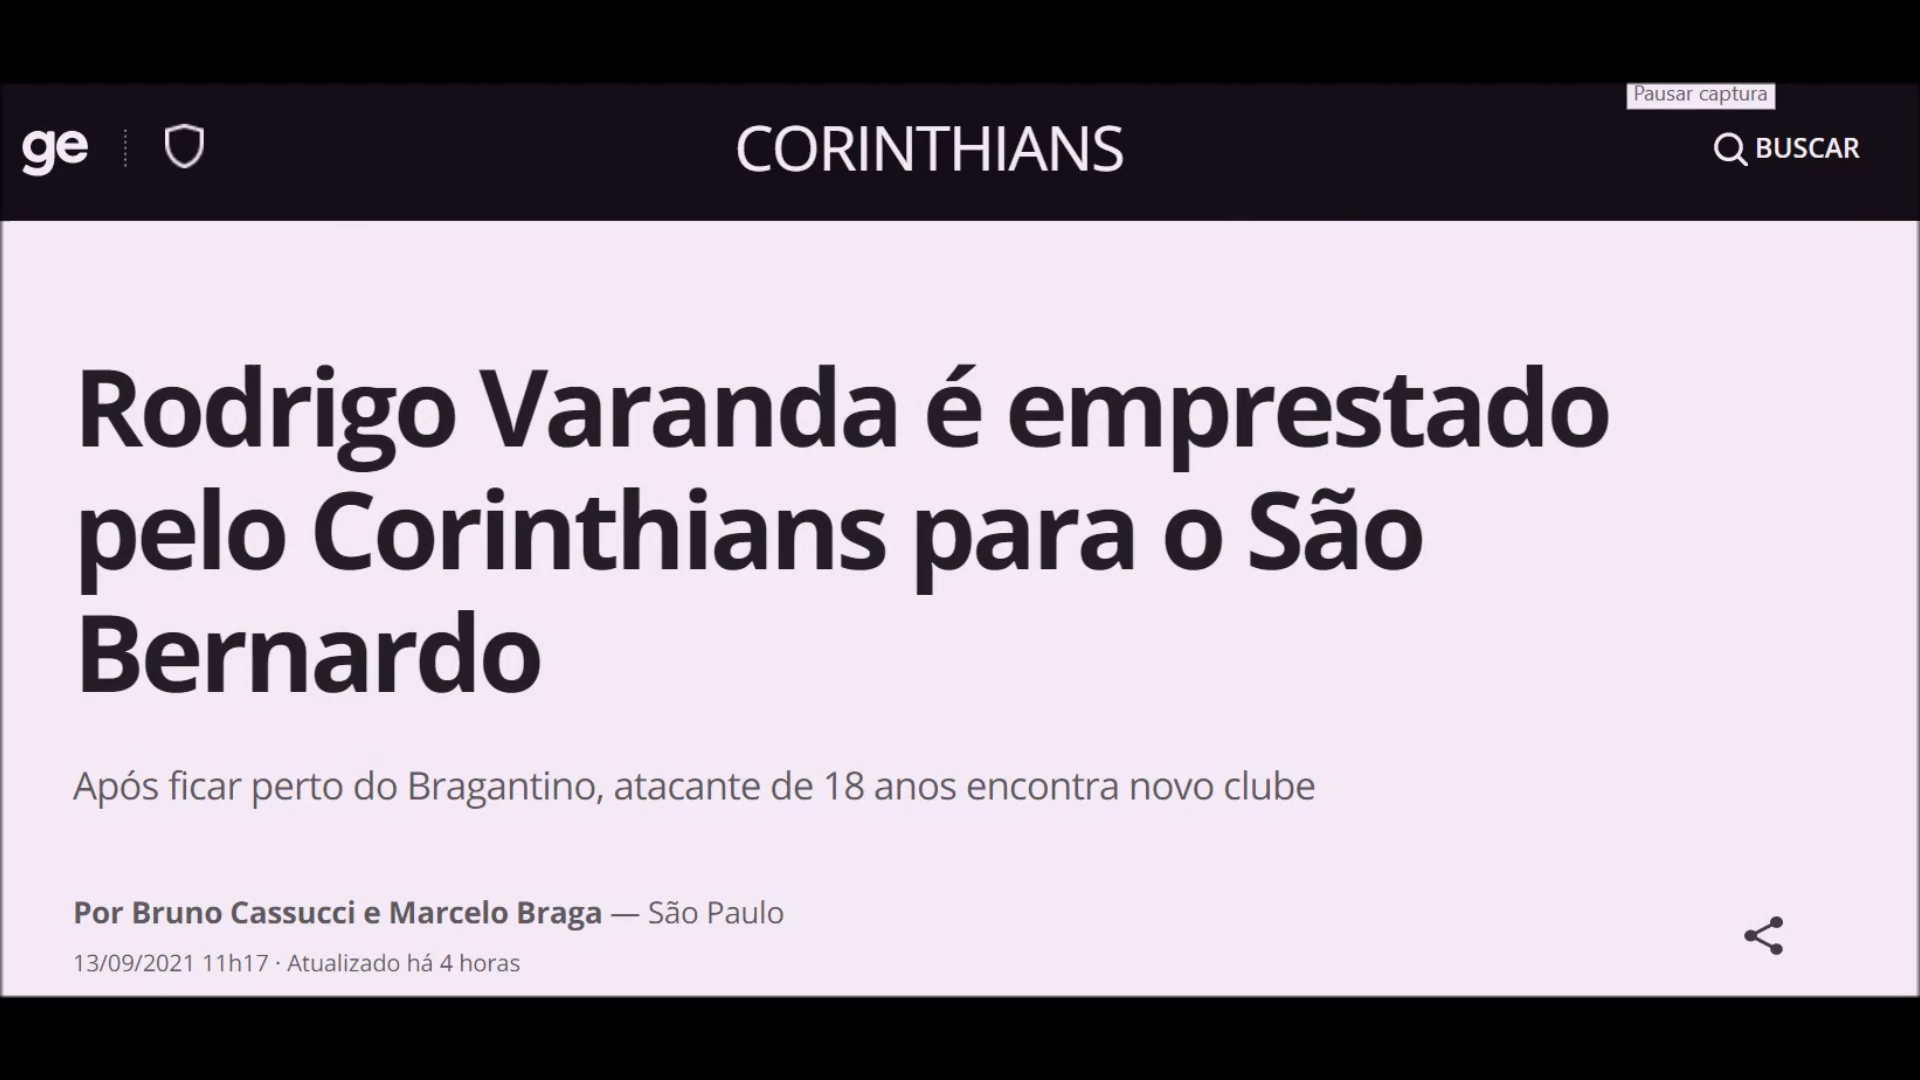 Pausar captura
ge
CORINTHIANS
BUSCAR
Rodrigo Varanda é emprestado
pelo Corinthians para o São
Bernardo
Após ficar perto do Bragantino, atacante de 18 anos encontra novo clube
Por Bruno Cassucci e Marcelo Braga — São Paulo
13/09/2021 11h17 · Atualizado há 4 horas